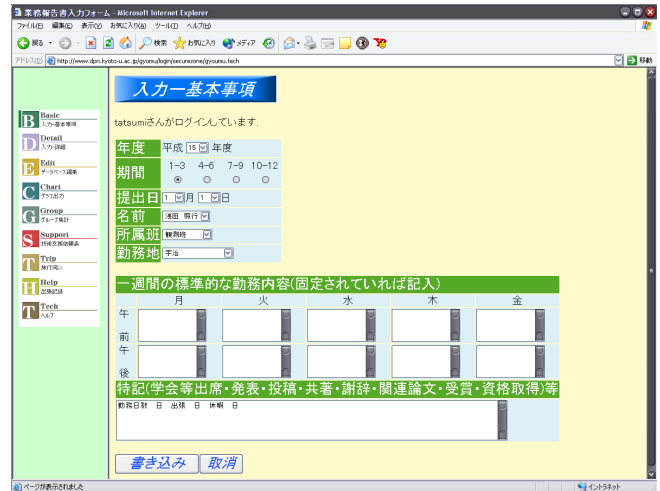 業務報告書入力フォーム - Microsoft Internet Explorer
ファイル(F) 編集(E) 表示(V) お気に入り(A) ツール(T) ヘルプ(H)
戻る 検索 お気に入り メディア
アドレス(D) http://www.dpri.kyoto-u.ac.jp/gyomu/login/securezone/gyoumu.tech 移動
入力ー基本事項
B Basic
入力-基本事項
D Detail
入力-詳細
E Edit
データベース編集
C Chart
グラフ出力
G Group
グループ集計
S Support
技術支援依頼品
T Trip
旅行伺い
H Help
出張記録
T Tech
ヘルプ
tatsumiさんがログインしています.
年度 平成 15 年度
期間 1-3 4-6 7-9 10-12
提出日 1 月 1 日
名前 浅田 照行
所属班 観測班
勤務地 宇治
一週間の標準的な勤務内容(固定されていれば記入)
月 火 水 木 金
午前
午後
特記(学会等出席・発表・投稿・共著・謝辞・関連論文・受賞・資格取得)等
勤務日数 日 出張 日 休暇 日
書き込み 取消
ページが表示されました イントラネット